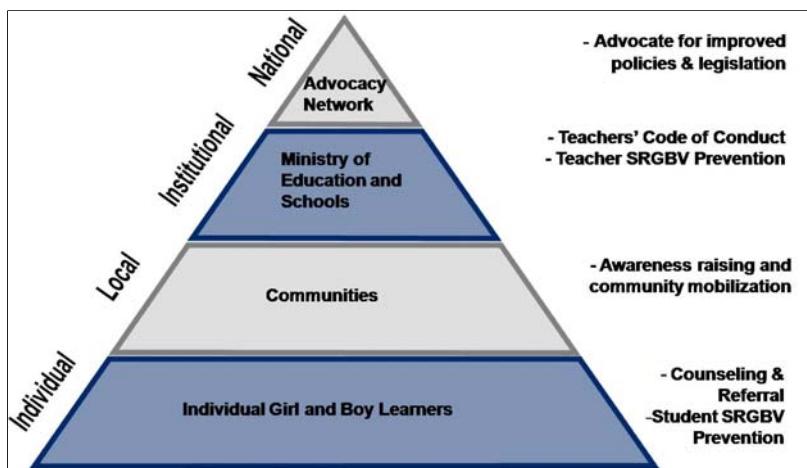 National
Advocacy
Network
- Advocate for improved
policies & legislation
Institutional
Ministry of
Education and
Schools
- Teachers' Code of Conduct
- Teacher SRGBV Prevention
Local
Communities
- Awareness raising and
community mobilization
Individual
Individual Girl and Boy Learners
- Counseling &
Referral
-Student SRGBV
Prevention